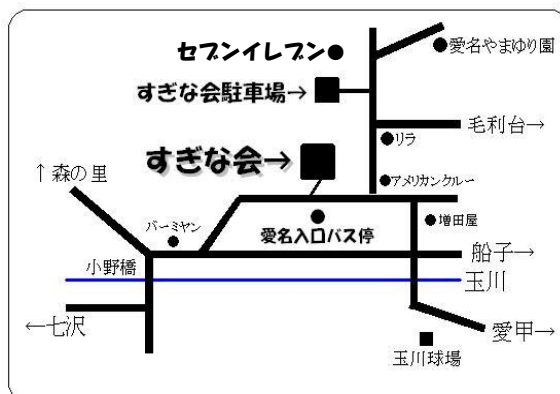 セブンイレブン
愛名やまゆり園
すぎな会駐車場→
毛利台→
リラ
すぎな会→
アメリカンクルー
↑森の里
バーミヤン
愛名入口バス停
増田屋
船子→
小野橋
玉川
←七沢
愛甲→
玉川球場